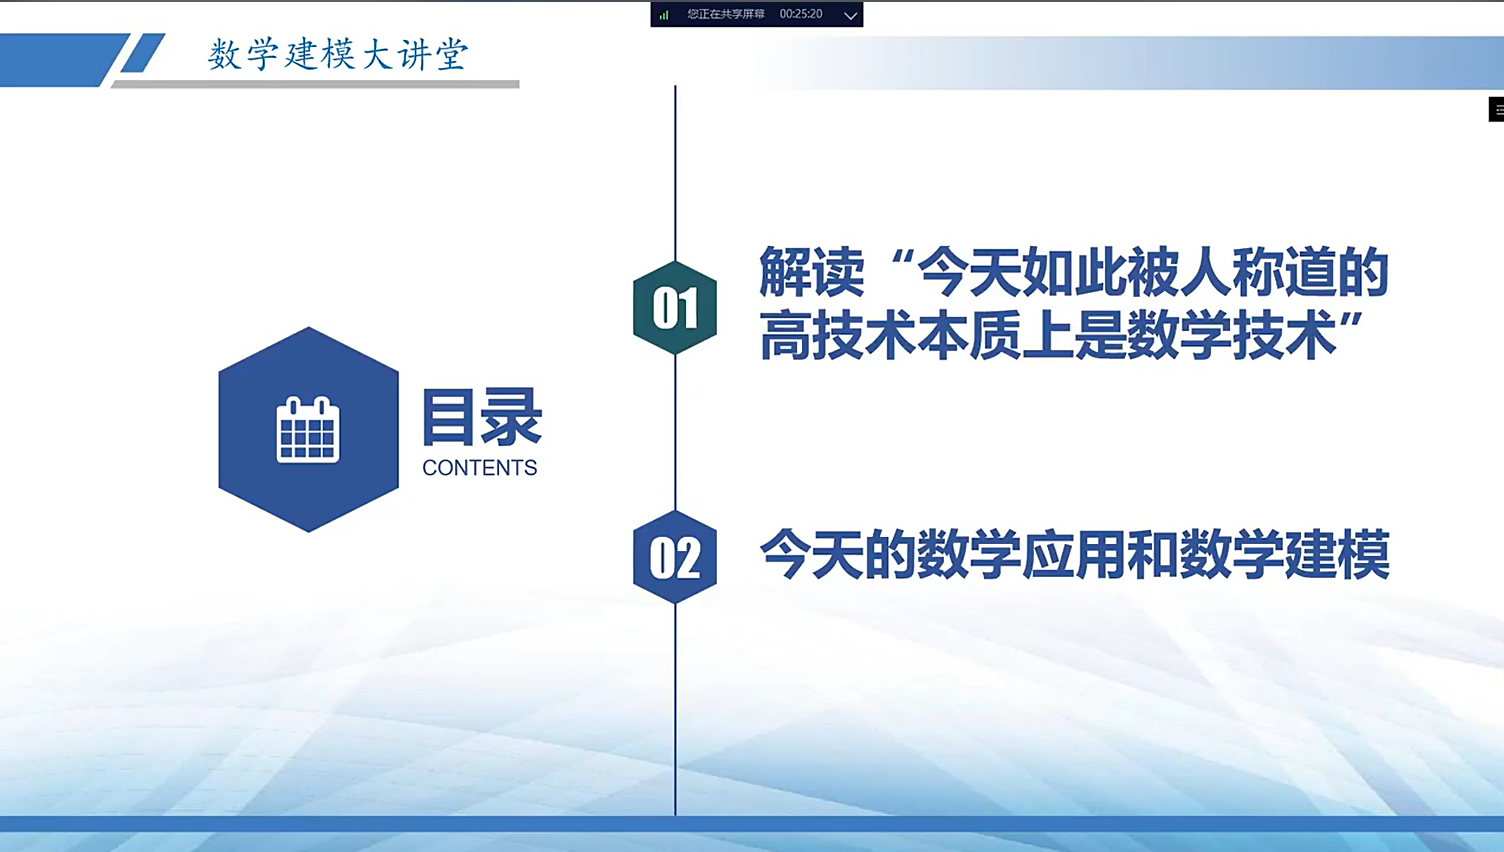 您正在共享屏幕 00:25:20
数学建模大讲堂
目录
CONTENTS
01
解读“今天如此被人称道的
高技术本质上是数学技术”
02
今天的数学应用和数学建模